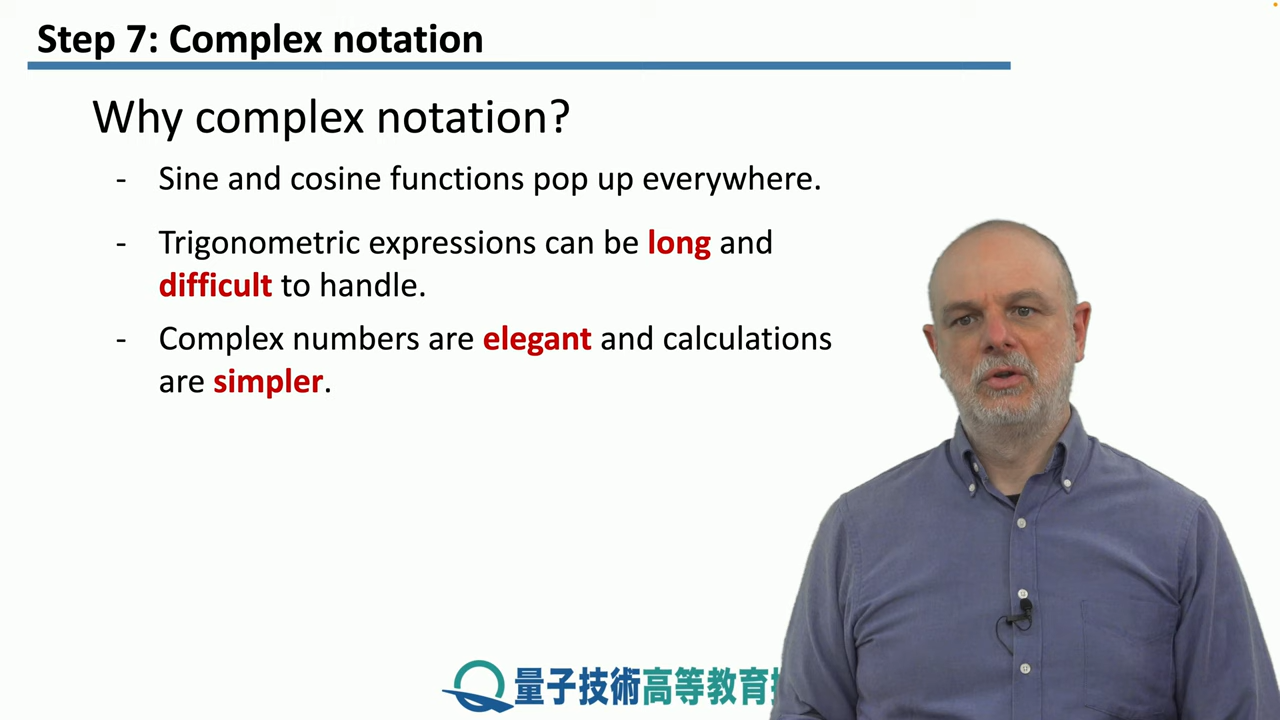 Step 7: Complex notation
Why complex notation?
- Sine and cosine functions pop up everywhere.
- Trigonometric expressions can be long and
difficult to handle.
- Complex numbers are elegant and calculations
are simpler.
量子技術高等教育